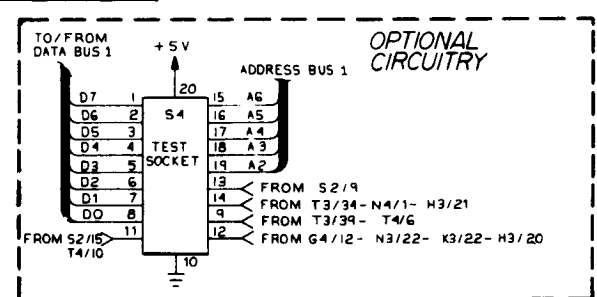 TO/FROM
DATA BUS 1
+5V
OPTIONAL
CIRCUITRY
ADDRESS BUS 1
20
D7 1 S4 15 A6
D6 2 16 A5
D5 3 17 A4
D4 4 TEST 18 A3
D3 5 SOCKET 19 A2
D2 6 13 FROM S2/9
D1 7 14 FROM T3/34- N4/1- H3/21
D0 8 9 FROM T3/39- T4/6
FROM S2/15 11 12 FROM G4/12- N3/22- K3/22- H3/20
T4/10
10